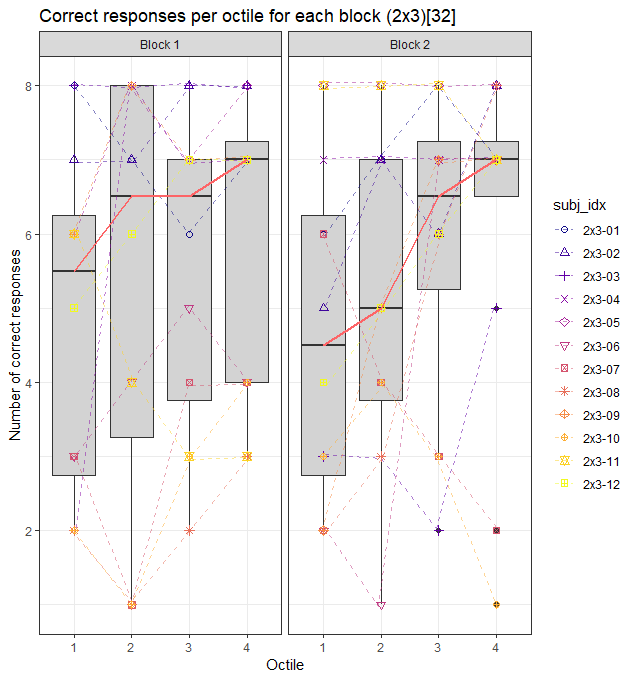 Correct responses per octile for each block (2x3)[32]
Block 1
Block 2
Number of correct responses
8
6
4
2
1 2 3 4
1 2 3 4
Octile
subj_idx
2x3-01
2x3-02
2x3-03
2x3-04
2x3-05
2x3-06
2x3-07
2x3-08
2x3-09
2x3-10
2x3-11
2x3-12